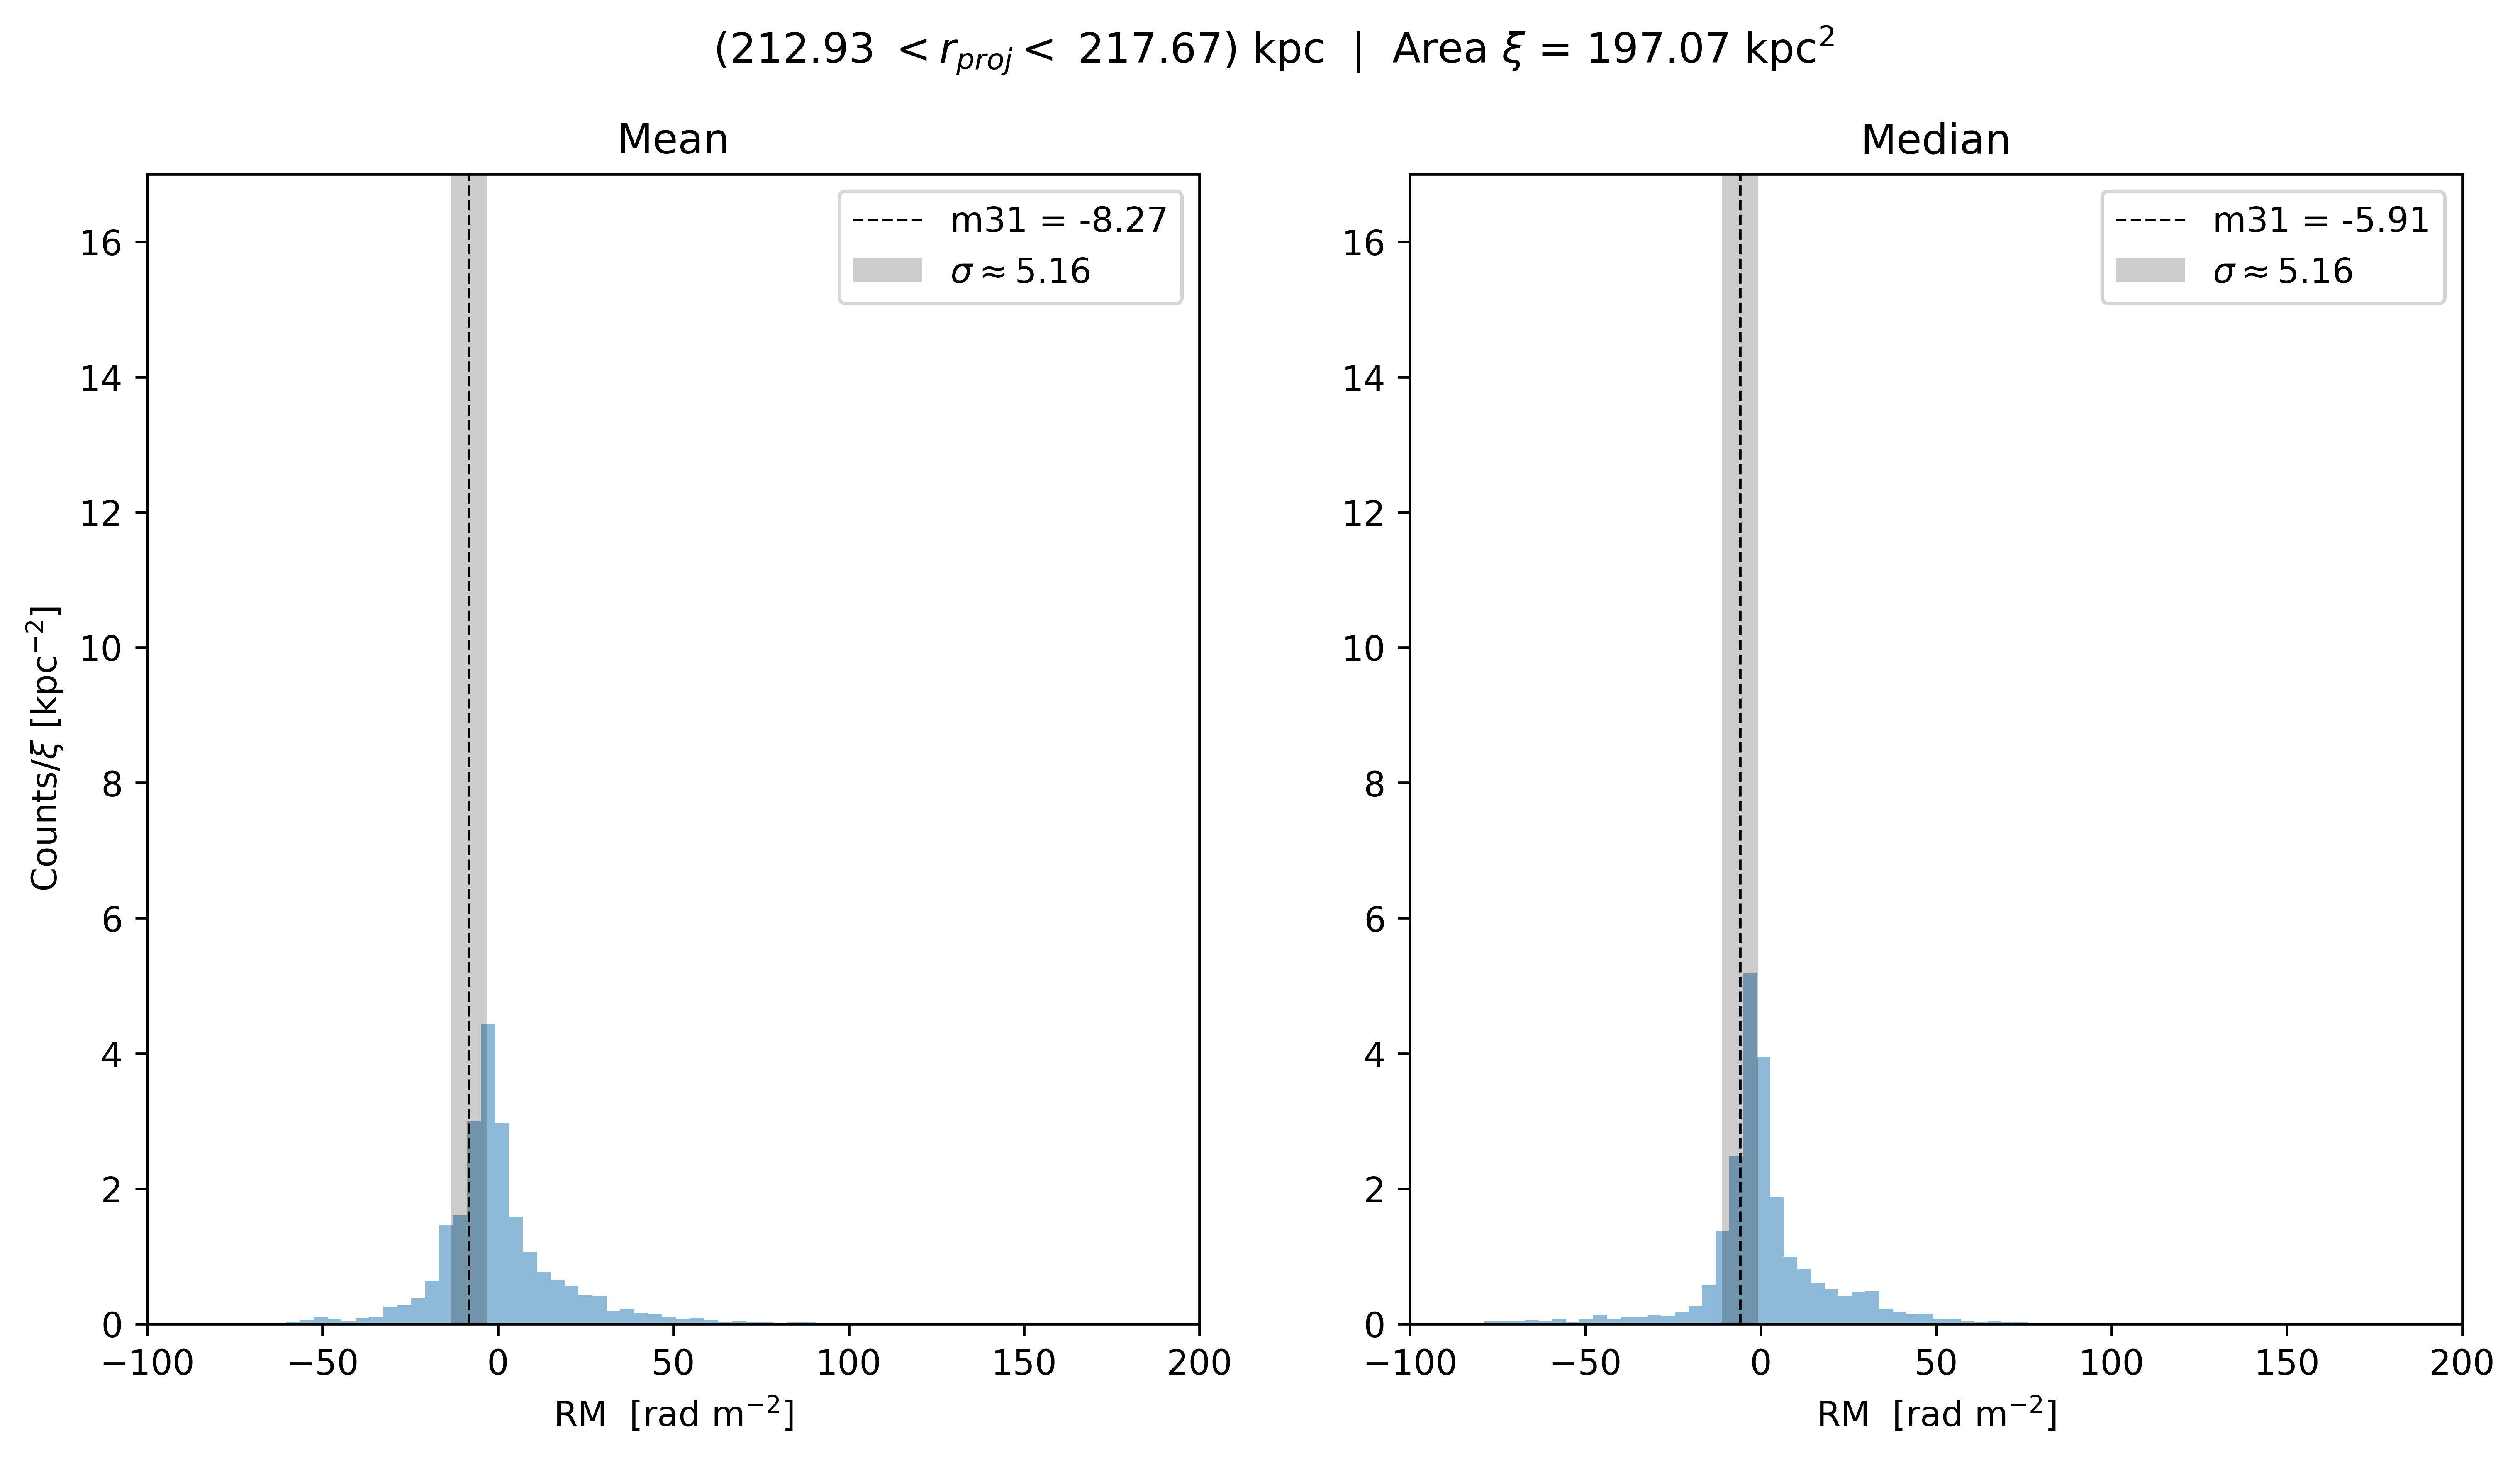 (212.93 < r_proj < 217.67) kpc | Area ξ = 197.07 kpc²
Mean
m31 = -8.27
σ ≈ 5.16
Counts/ξ [kpc⁻²]
16
14
12
10
8
6
4
2
0
−100 −50 0 50 100 150 200
RM [rad m⁻²]
Median
m31 = -5.91
σ ≈ 5.16
16
14
12
10
8
6
4
2
0
−100 −50 0 50 100 150 200
RM [rad m⁻²]